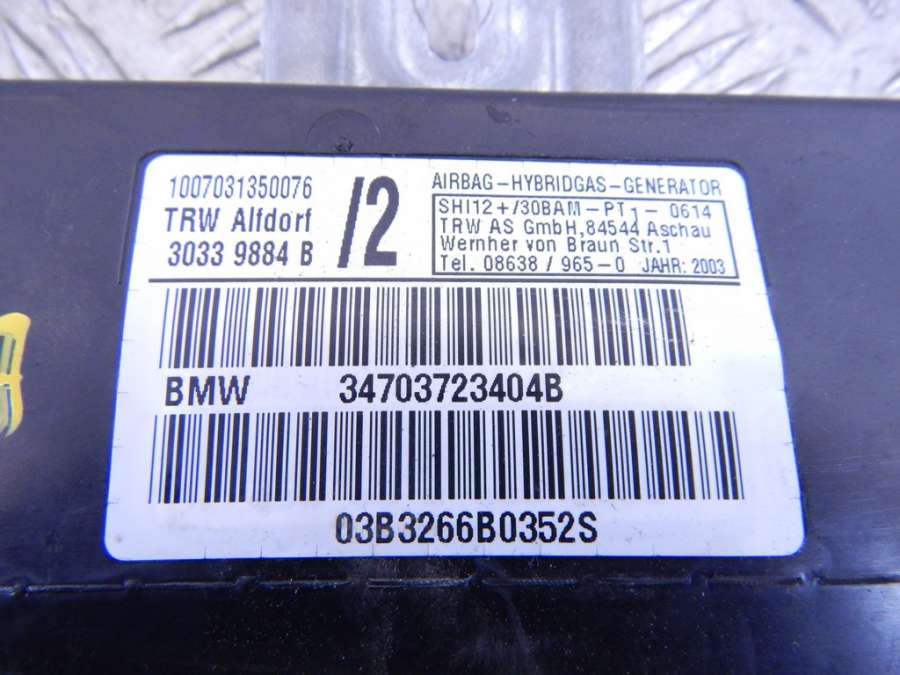 1007031350076
TRW Alfdorf
3033 9884 B
/2
AIRBAG-HYBRIDGAS-GENERATOR
SHI12+/30BAM-PT1-0614
TRW AS GmbH,84544 Aschau
Wernher von Braun Str.1
Tel. 08638/965-0 JAHR: 2003
BMW 34703723404B
03B3266B0352S